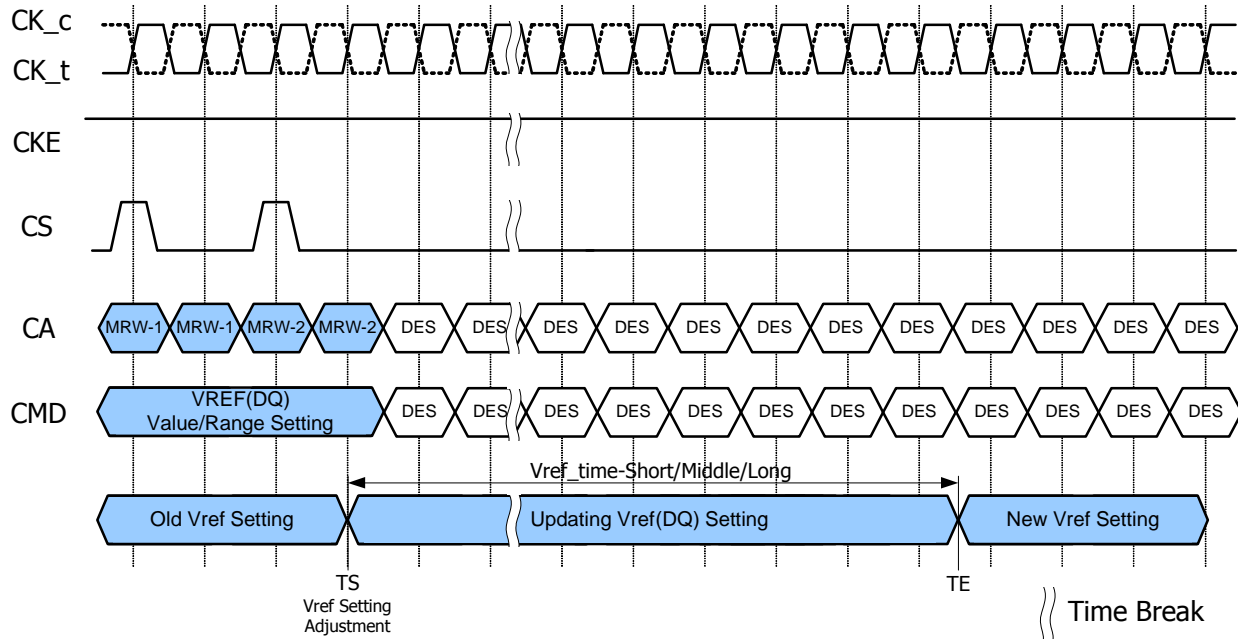 CK_c
CK_t
CKE
CS
CA
MRW-1 MRW-1 MRW-2 MRW-2 DES DES DES DES DES DES DES DES DES DES DES DES
CMD
VREF(DQ)
Value/Range Setting
DES DES DES DES DES DES DES DES DES DES DES DES
Vref_time-Short/Middle/Long
Old Vref Setting Updating Vref(DQ) Setting New Vref Setting
TS TE
Vref Setting
Adjustment
Time Break